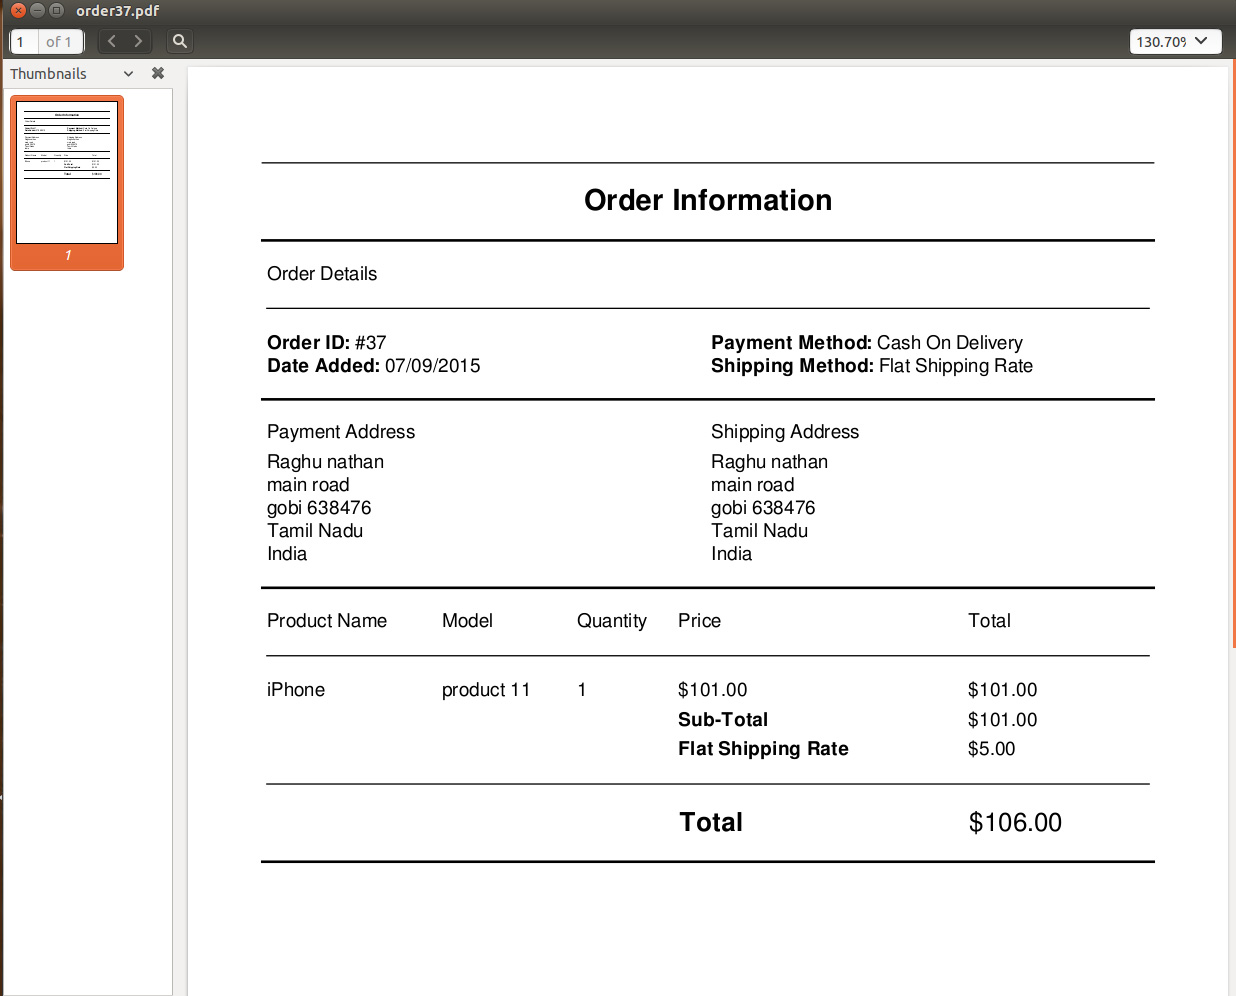 order37.pdf
1 of 1
130.70%
Thumbnails
1
Order Information
Order Details
Order ID: #37
Date Added: 07/09/2015
Payment Method: Cash On Delivery
Shipping Method: Flat Shipping Rate
Payment Address
Raghu nathan
main road
gobi 638476
Tamil Nadu
India
Shipping Address
Raghu nathan
main road
gobi 638476
Tamil Nadu
India
Product Name Model Quantity Price Total
iPhone product 11 1 $101.00 $101.00
Sub-Total $101.00
Flat Shipping Rate $5.00
Total $106.00